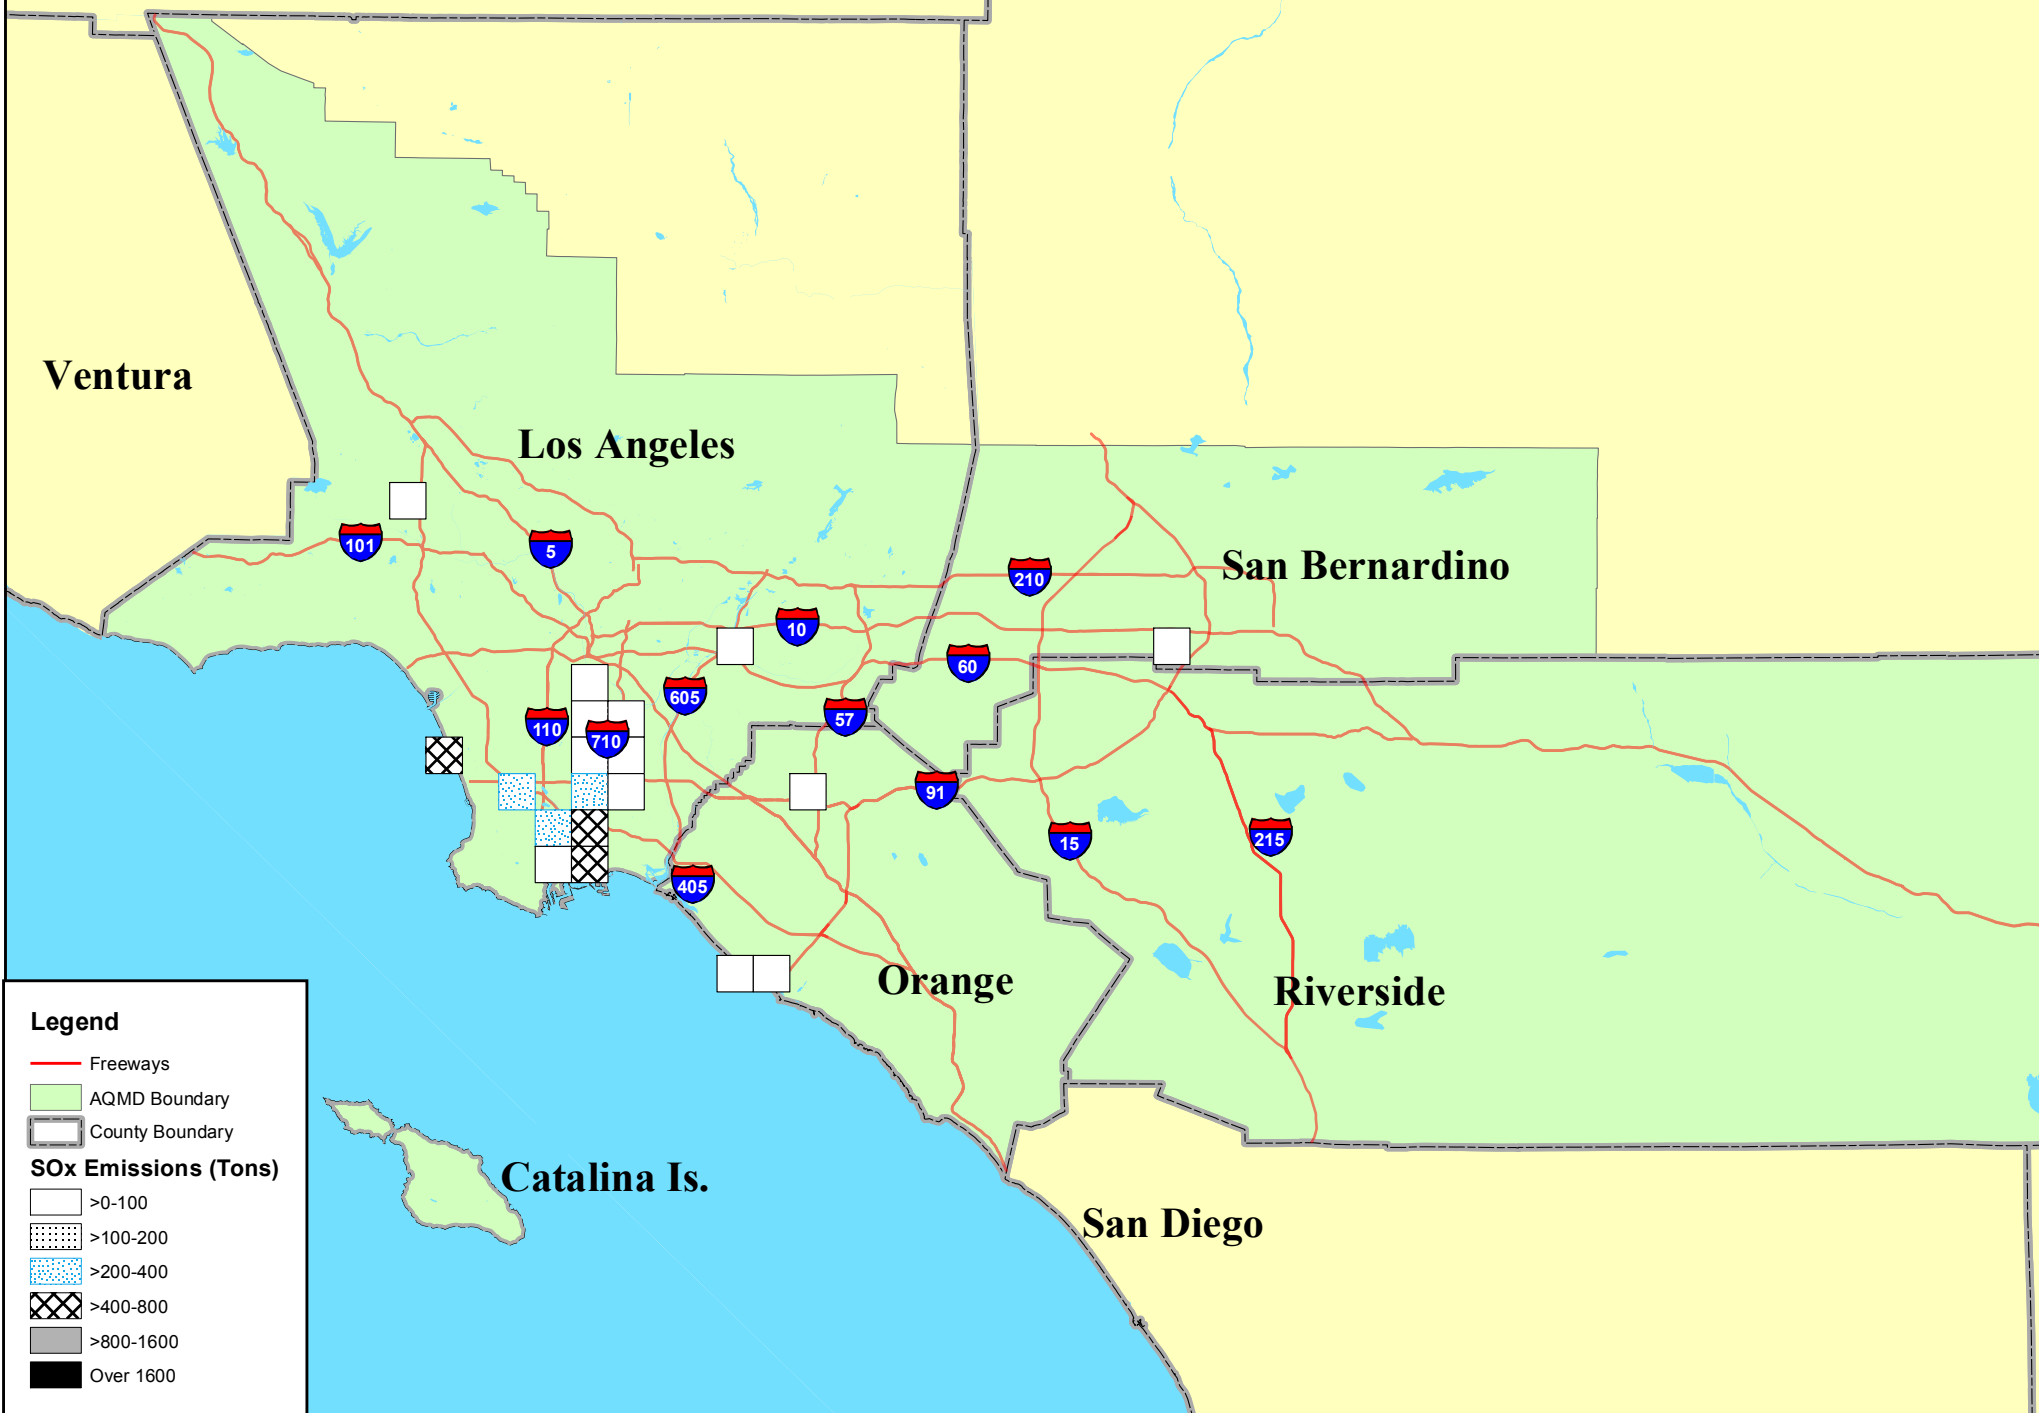 Ventura
Los Angeles
101
5
210
San Bernardino
10
60
605
57
110
710
91
15
215
405
Orange
Riverside
Legend
Freeways
AQMD Boundary
County Boundary
SOx Emissions (Tons)
>0-100
>100-200
>200-400
>400-800
>800-1600
Over 1600
Catalina Is.
San Diego